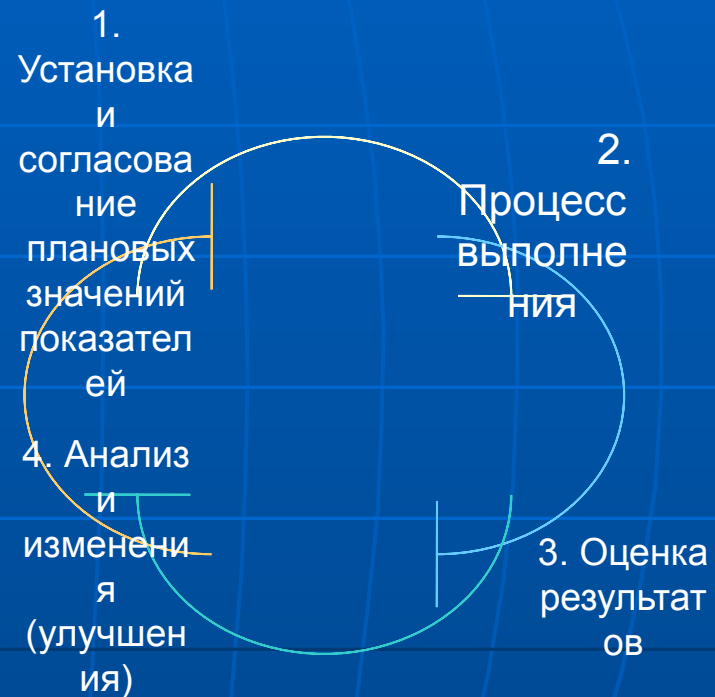 1.
Установка
и
согласова
ние
плановых
значений
показател
ей
2.
Процесс
выполне
ния
3. Оценка
результат
ов
4. Анализ
и
изменени
я
(улучшен
ия)